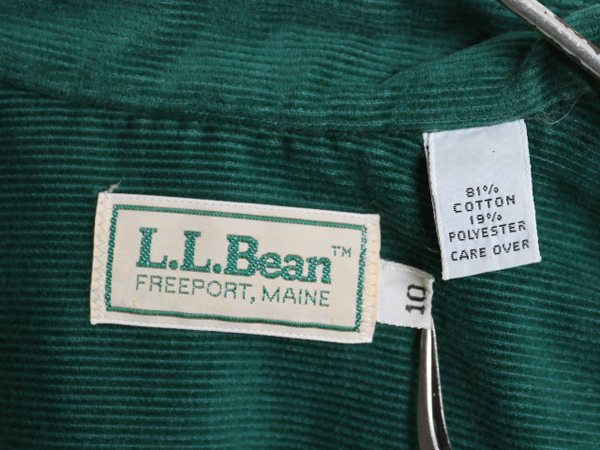 L.L.Bean™
FREEPORT, MAINE
10
81%
COTTON
19%
POLYESTER
CARE OVER